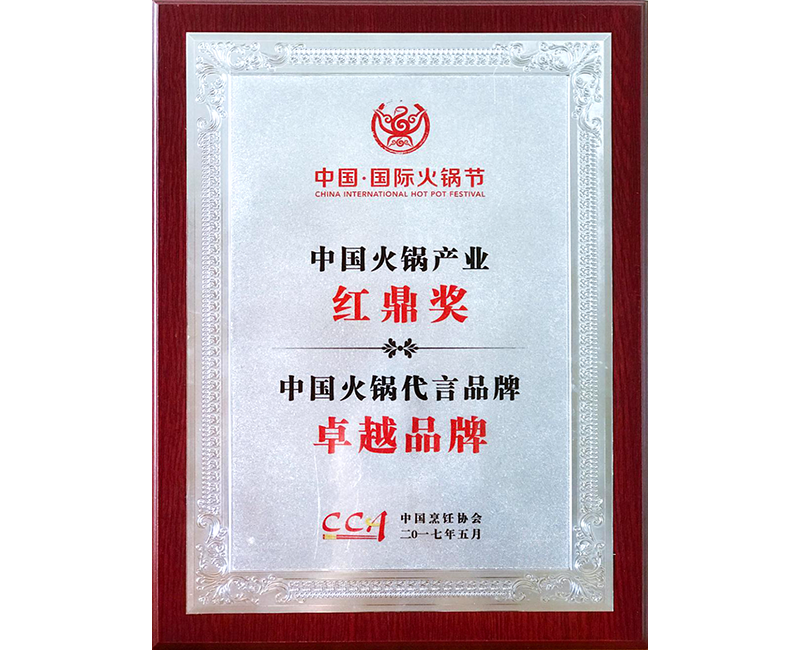 中国·国际火锅节
CHINA INTERNATIONAL HOT POT FESTIVAL
中国火锅产业
红鼎奖
中国火锅代言品牌
卓越品牌
CCA 中国烹饪协会
二〇一七年五月